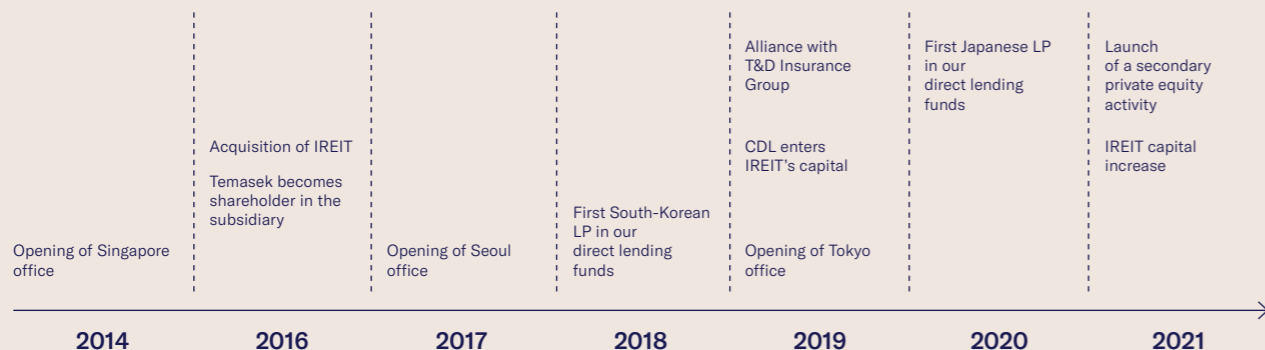 Opening of Singapore
office
2014
Acquisition of IREIT
Temasek becomes
shareholder in the
subsidiary
2016
Opening of Seoul
office
2017
First South-Korean
LP in our
direct lending
funds
2018
Alliance with
T&D Insurance
Group
CDL enters
IREIT's capital
Opening of Tokyo
office
2019
First Japanese LP
in our
direct lending
funds
2020
Launch
of a secondary
private equity
activity
IREIT capital
increase
2021